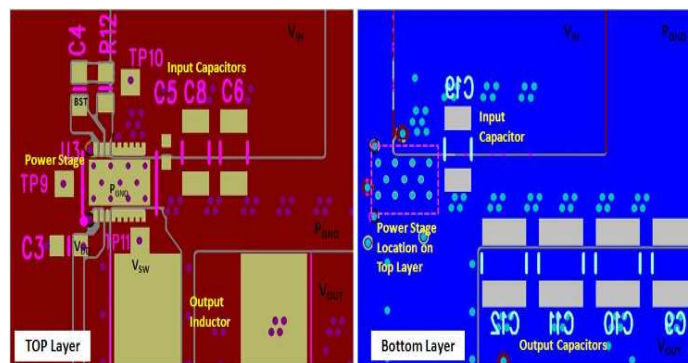 C4
R12
V_IN
TP10
Input Capacitors
C5 C8 C6
BST
U3
Power Stage
TP9
P_GND
C3
TP11
P_GND
V_SW
Output
Inductor
V_OUT
TOP Layer
V_IN
P_GND
C19
Input
Capacitor
Power Stage
Location on
Top Layer
C12 C11 C10 C9
Output Capacitors
V_OUT
Bottom Layer